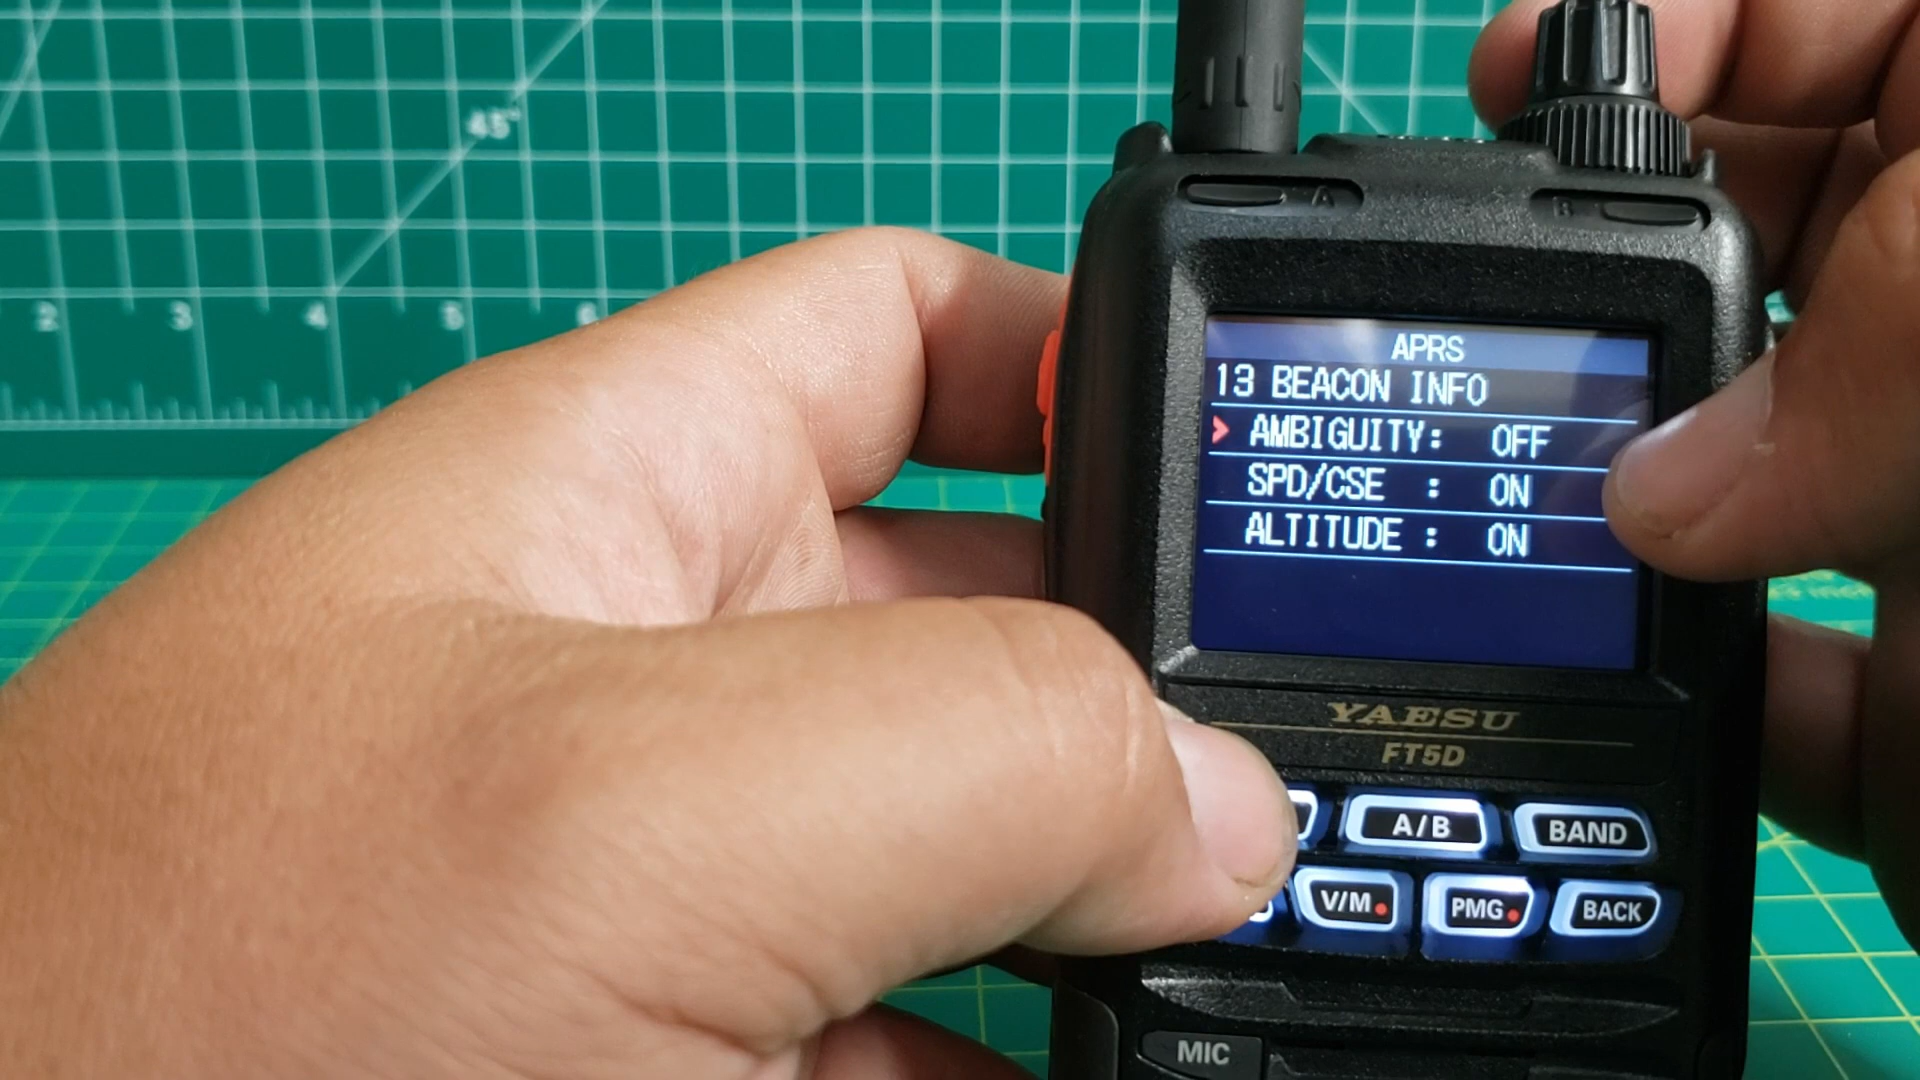 45°
2 3 4 5 6
A B
APRS
13 BEACON INFO
> AMBIGUITY: OFF
SPD/CSE : ON
ALTITUDE : ON
YAESU
FT5D
A/B BAND
V/M PMG BACK
MIC